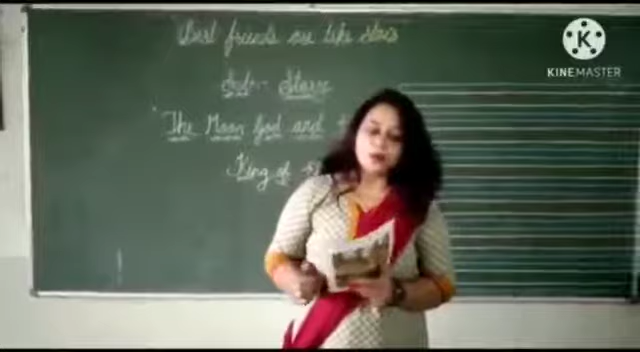 Best friends are like stars
Sub:- Story
"The Moon God and
King of
KINEMASTER